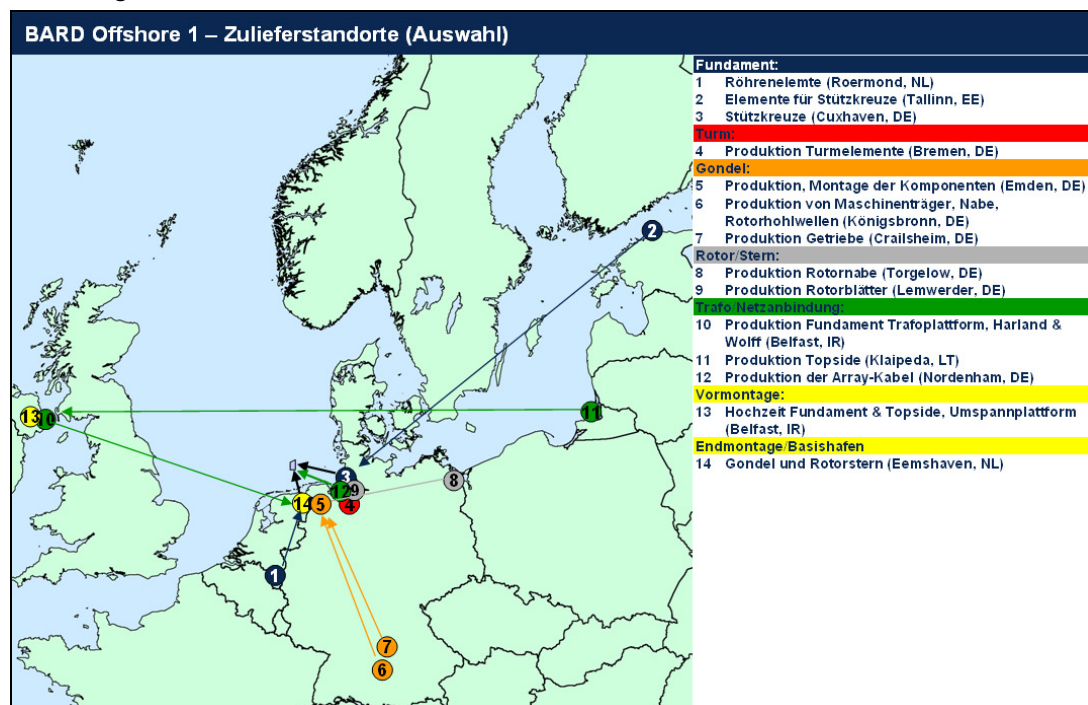 BARD Offshore 1 – Zulieferstandorte (Auswahl)
Fundament:
1 Röhrenelemte (Roermond, NL)
2 Elemente für Stützkreuze (Tallinn, EE)
3 Stützkreuze (Cuxhaven, DE)
Turm:
4 Produktion Turmelemente (Bremen, DE)
Gondel:
5 Produktion, Montage der Komponenten (Emden, DE)
6 Produktion von Maschinenträger, Nabe,
Rotorhohlwellen (Königsbronn, DE)
7 Produktion Getriebe (Crailsheim, DE)
Rotor/Stern:
8 Produktion Rotornabe (Torgelow, DE)
9 Produktion Rotorblätter (Lemwerder, DE)
Trafo/Netzanbindung:
10 Produktion Fundament Trafoplattform, Harland &
Wolff (Belfast, IR)
11 Produktion Topside (Klaipeda, LT)
12 Produktion der Array-Kabel (Nordenham, DE)
Vormontage:
13 Hochzeit Fundament & Topside, Umspannplattform
(Belfast, IR)
Endmontage/Basishafen
14 Gondel und Rotorstern (Eemshaven, NL)
2
13
10
11
3
12
9
8
14
5
4
1
7
6